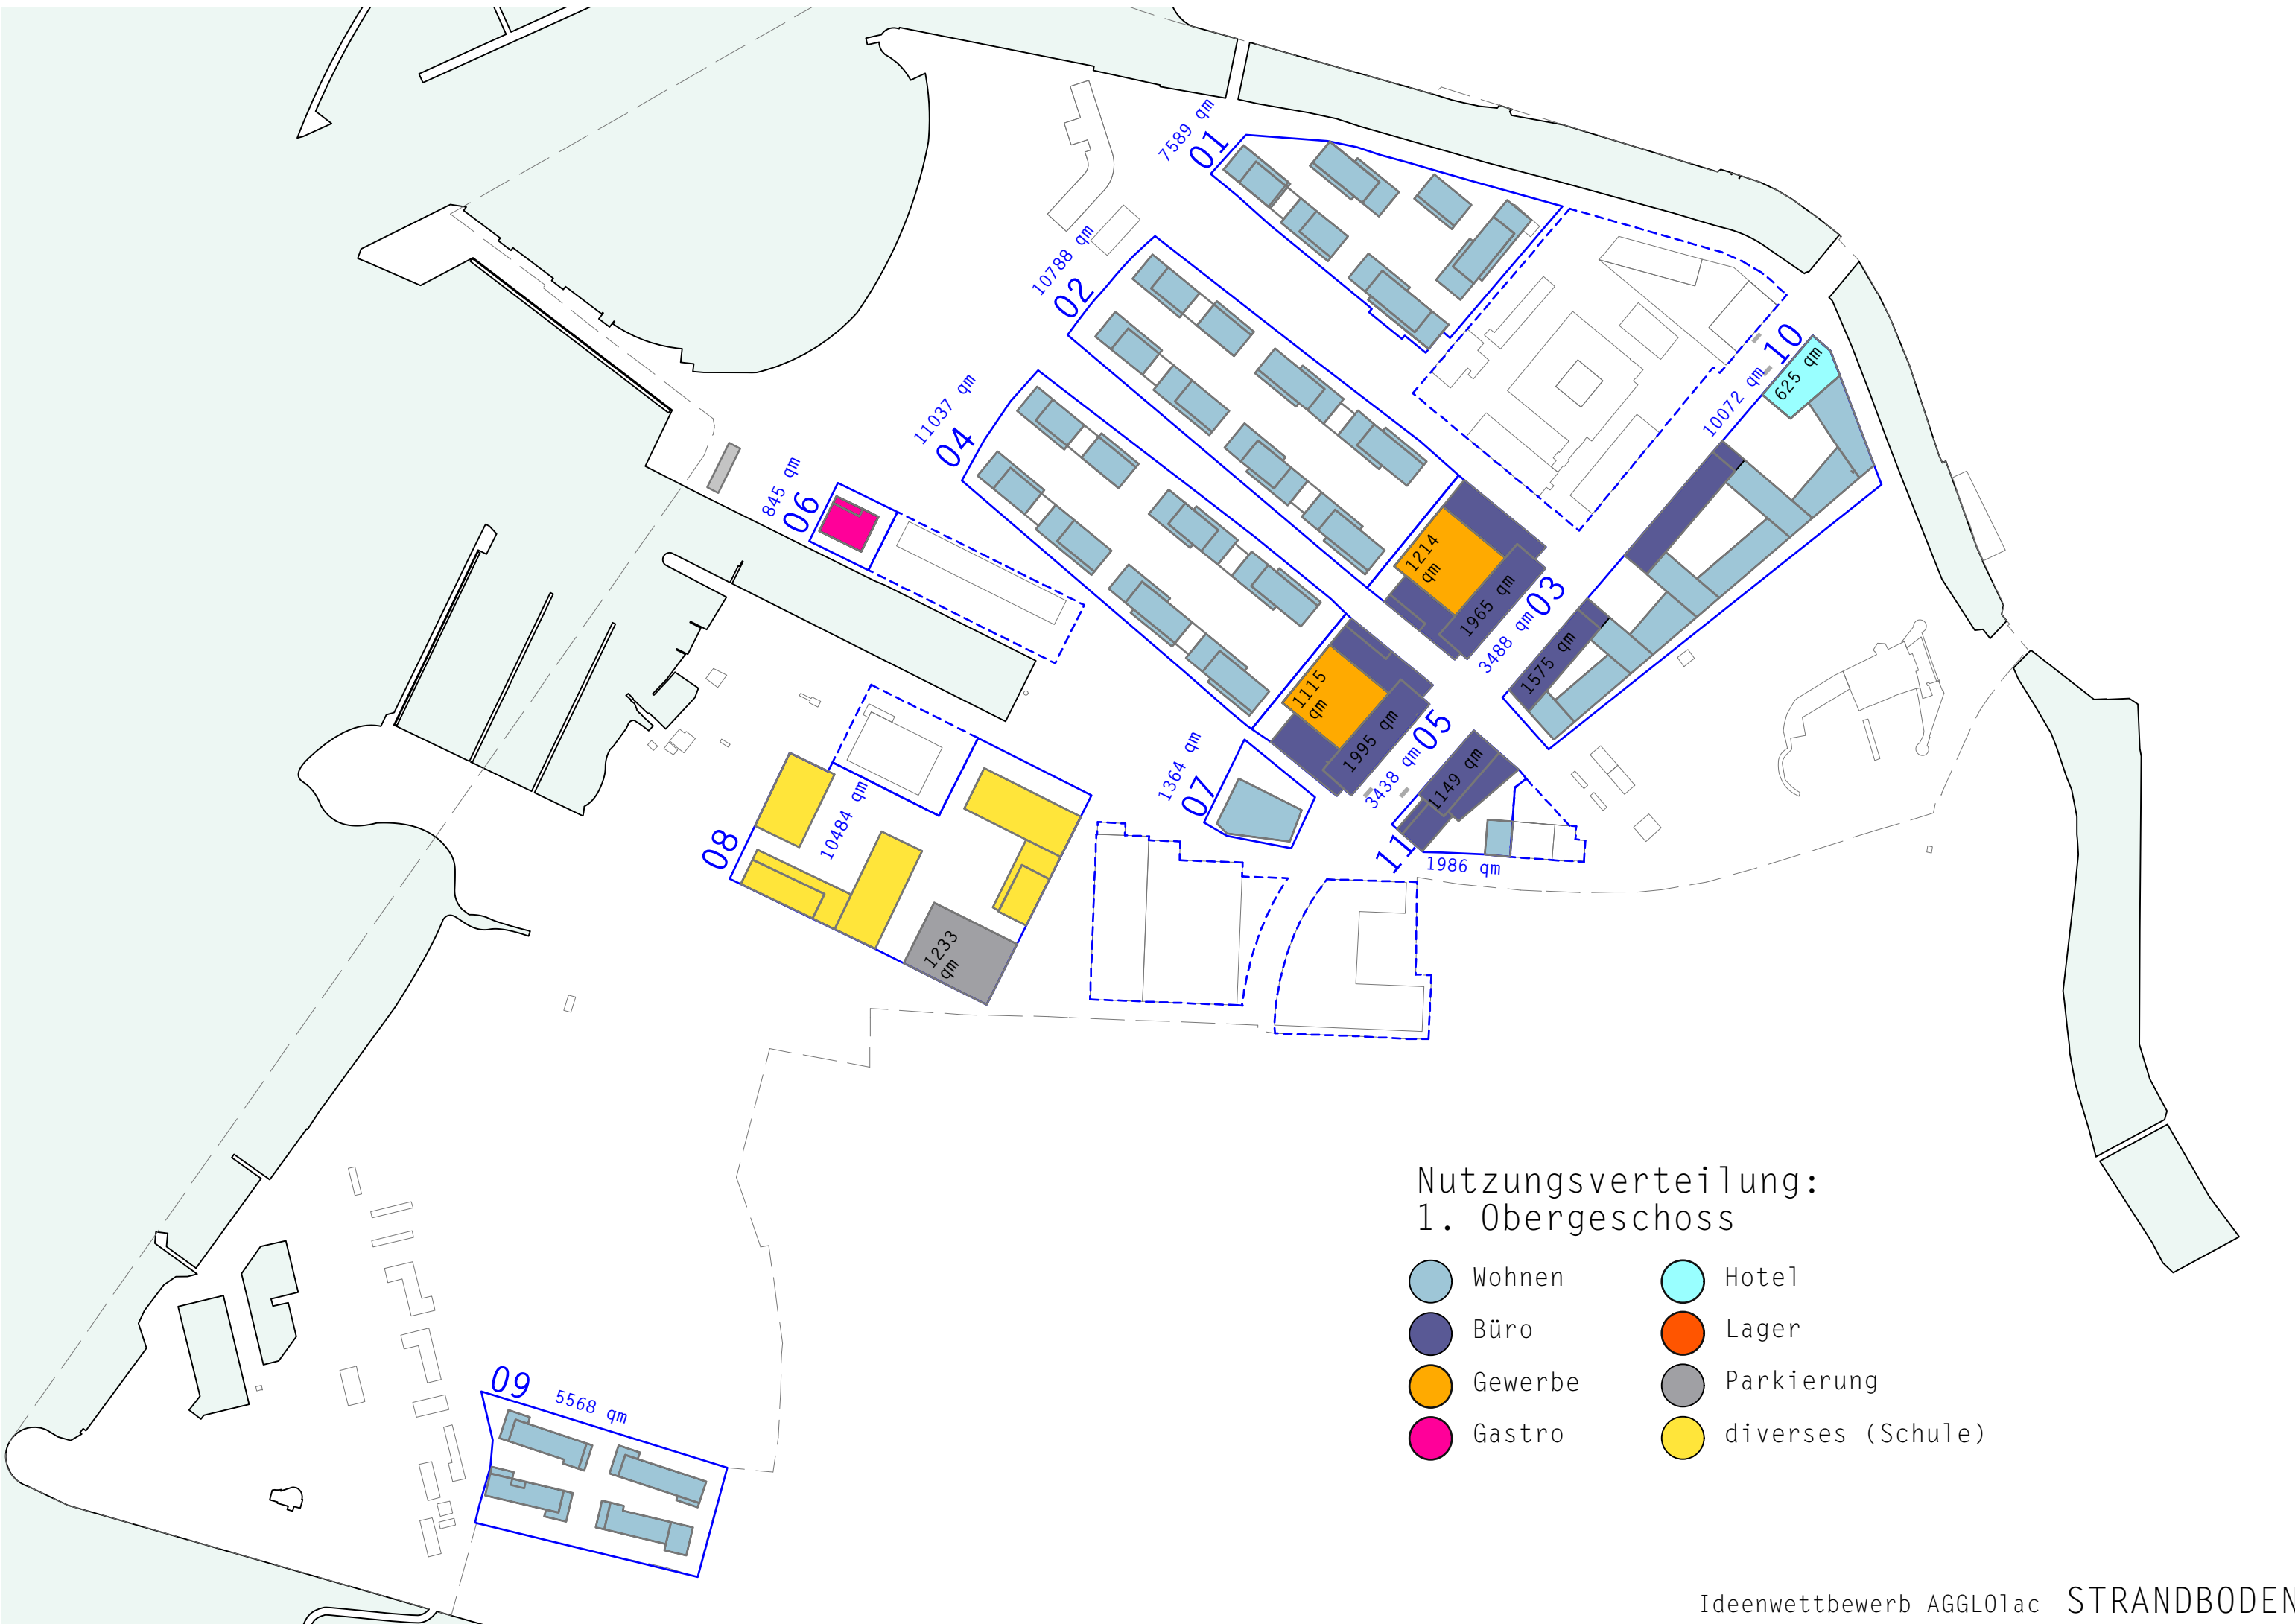 7589 qm
01
10788 qm
02
11037 qm
04
845 qm
06
10
625 qm
10072 qm
1214
qm
1965 qm
03
3488 qm
1575 qm
1115
qm
1995 qm
05
3438 qm
1364 qm
07
1149 qm
11
1986 qm
08
10484 qm
1233
qm
09
5568 qm
Nutzungsverteilung:
1. Obergeschoss
Wohnen
Hotel
Büro
Lager
Gewerbe
Parkierung
Gastro
diverses (Schule)
Ideenwettbewerb AGGLOlac STRANDBODEN